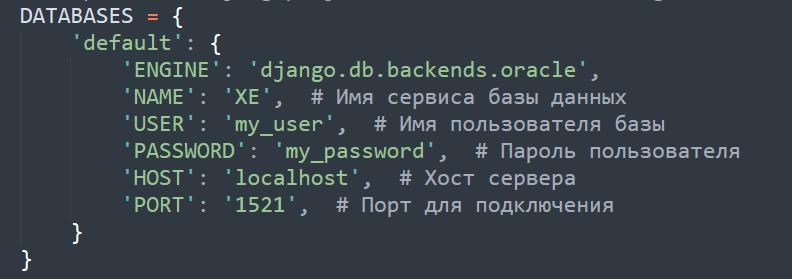 DATABASES = {
    'default': {
        'ENGINE': 'django.db.backends.oracle',
        'NAME': 'XE',  # Имя сервиса базы данных
        'USER': 'my_user',  # Имя пользователя базы
        'PASSWORD': 'my_password',  # Пароль пользователя
        'HOST': 'localhost',  # Хост сервера
        'PORT': '1521',  # Порт для подключения
    }
}